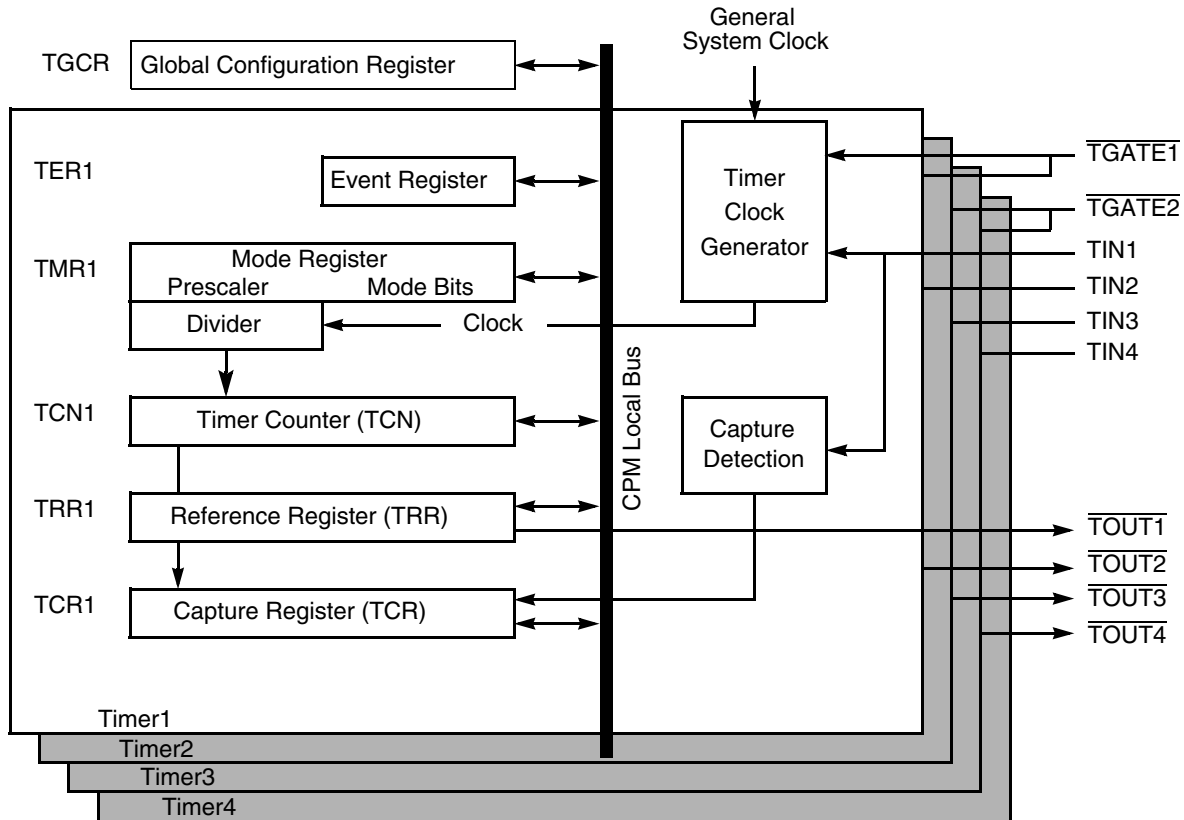 General
System Clock
TGCR
Global Configuration Register
TER1
Event Register
Timer
Clock
Generator
TGATE1
TGATE2
TMR1
Mode Register
Prescaler
Mode Bits
TIN1
TIN2
Divider
Clock
TIN3
TIN4
CPM Local Bus
TCN1
Timer Counter (TCN)
Capture
Detection
TRR1
Reference Register (TRR)
TOUT1
TOUT2
TCR1
Capture Register (TCR)
TOUT3
TOUT4
Timer1
Timer2
Timer3
Timer4